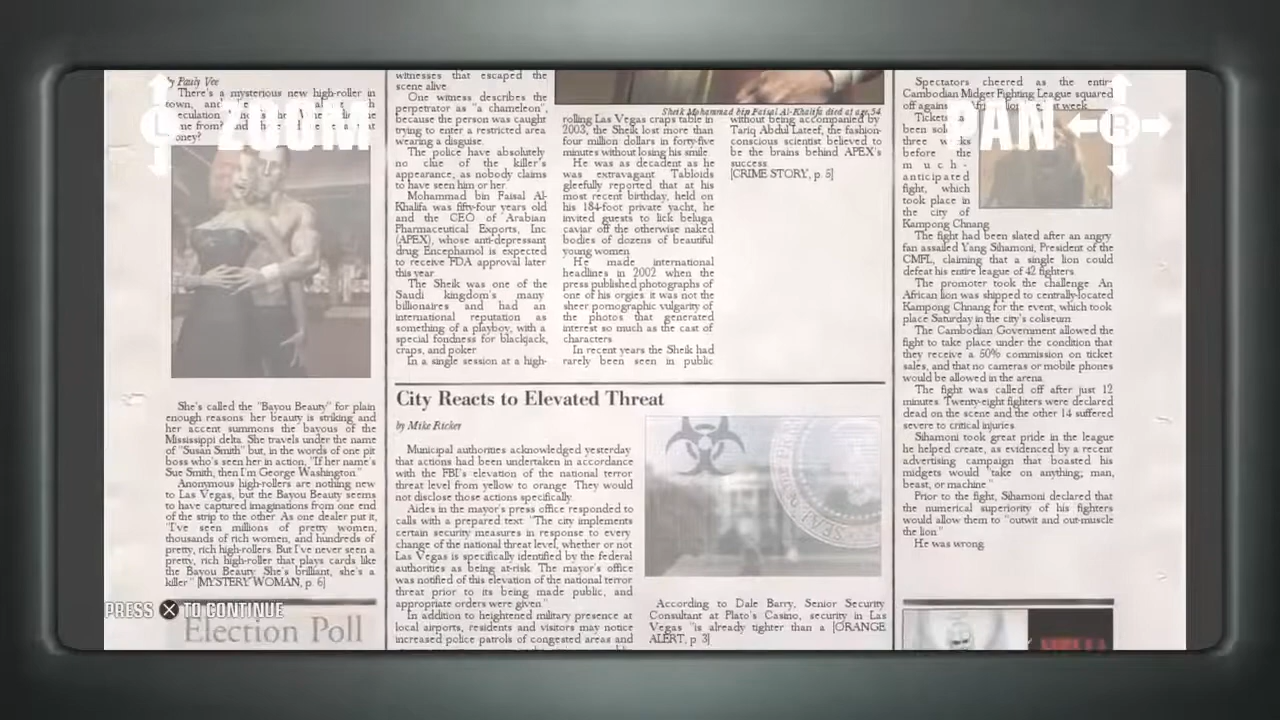 by Pauly Vee
There's a mysterious new high-roller in
town, and
ZOOM
oney?
She's called the "Bayou Beauty" for plain
enough reasons her beauty is striking and
her accent summons the bayous of the
Mississippi delta. She travels under the name
of "Susan Smith" but, in the words of one pit
boss who's seen her in action, "If her name's
Sue Smith, then I'm George Washington."
Anonymous high-rollers are nothing new
to Las Vegas, but the Bayou Beauty seems
to have captured imaginations from one end
of the strip to the other. As one dealer put it,
"I've seen millions of pretty women,
thousands of rich women, and hundreds of
pretty, rich high-rollers. But I've never seen a
pretty, rich high-roller that plays cards like
the Bayou Beauty. She's brilliant, she's a
killer." [MYSTERY WOMAN, p. 6]
PRESS X TO CONTINUE
Election Poll
witnesses that escaped the
scene alive.
One witness describes the
perpetrator as "a chameleon",
because the person was caught
trying to enter a restricted area
wearing a disguise.
The police have absolutely
no clue of the killer's
appearance, as nobody claims
to have seen him or her.
Mohammad bin Faisal Al-
Khalifa was fifty-four years old
and the CEO of Arabian
Pharmaceutical Exports, Inc
(APEX), whose anti-depressant
drug Encephamol is expected
to receive FDA approval later
this year
The Sheik was one of the
Saudi kingdom's many
billionaires and had an
international reputation as
something of a playboy, with a
special fondness for blackjack,
craps, and poker
In a single session at a high-
Sheik Mohammad bin Faisal Al-Khalifa died at age 54
rolling Las Vegas craps table in
2003, the Sheik lost more than
four million dollars in forty-five
minutes without losing his smile.
He was as decadent as he
was extravagant Tabloids
gleefully reported that at his
most recent birthday, held on
his 184-foot private yacht, he
invited guests to lick beluga
caviar off the otherwise naked
bodies of dozens of beautiful
young women
He made international
headlines in 2002 when the
press published photographs of
one of his orgies it was not the
sheer pornographic vulgarity of
the photos that generated
interest so much as the cast of
characters
In recent years the Sheik had
rarely been seen in public
without being accompanied by
Tariq Abdul Lateef, the fashion-
conscious scientist believed to
be the brains behind APEX's
success
[CRIME STORY, p. 5]
City Reacts to Elevated Threat
by Mike Ricker
Municipal authorities acknowledged yesterday
that actions had been undertaken in accordance
with the FBI's elevation of the national terror
threat level from yellow to orange. They would
not disclose those actions specifically.
Aides in the mayor's press office responded to
calls with a prepared text "The city implements
certain security measures in response to every
change of the national threat level, whether or not
Las Vegas is specifically identified by the federal
authorities as being at-risk. The mayor's office
was notified of this elevation of the national terror
threat prior to its being made public, and
appropriate orders were given."
In addition to heightened military presence at
local airports, residents and visitors may notice
increased police patrols of congested areas and
According to Dale Barry, Senior Security
Consultant at Plato's Casino, security in Las
Vegas "is already tighter than a [ORANGE
ALERT, p. 3]
Spectators cheered as the entire
Cambodian Midget Fighting League squared
off against African lion last week
PAN
R
Tickets
been sold
three weeks
before the
much-
anticipated
fight, which
took place in
the city of
Kampong Chnang
The fight had been slated after an angry
fan assailed Yang Sihamoni, President of the
CMFL, claiming that a single lion could
defeat his entire league of 42 fighters.
The promoter took the challenge. An
African lion was shipped to centrally-located
Kampong Chnang for the event, which took
place Saturday in the city's coliseum
The Cambodian Government allowed the
fight to take place under the condition that
they receive a 50% commission on ticket
sales, and that no cameras or mobile phones
would be allowed in the arena.
The fight was called off after just 12
minutes. Twenty-eight fighters were declared
dead on the scene and the other 14 suffered
severe to critical injuries
Sihamoni took great pride in the league
he helped create, as evidenced by a recent
advertising campaign that boasted his
midgets would "take on anything; man,
beast, or machine."
Prior to the fight, Sihamoni declared that
the numerical superiority of his fighters
would allow them to "outwit and out-muscle
the lion"
He was wrong.